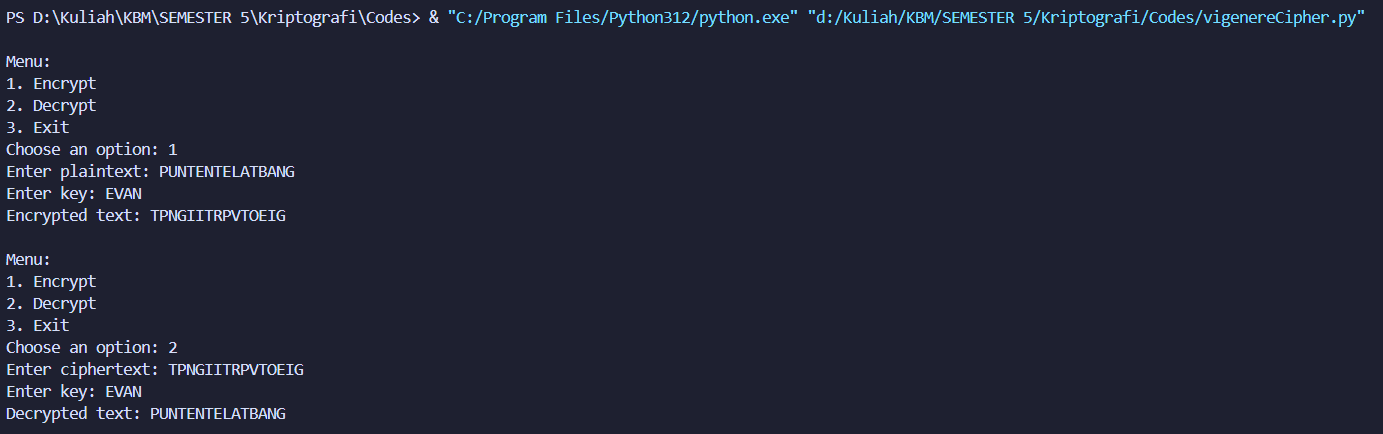 PS D:\Kuliah\KBM\SEMESTER 5\Kriptografi\Codes> & "C:/Program Files/Python312/python.exe" "d:/Kuliah/KBM/SEMESTER 5/Kriptografi/Codes/vigenereCipher.py"
Menu:
1. Encrypt
2. Decrypt
3. Exit
Choose an option: 1
Enter plaintext: PUNTENTELATBANG
Enter key: EVAN
Encrypted text: TPNGIITRPVTOEIG
Menu:
1. Encrypt
2. Decrypt
3. Exit
Choose an option: 2
Enter ciphertext: TPNGIITRPVTOEIG
Enter key: EVAN
Decrypted text: PUNTENTELATBANG